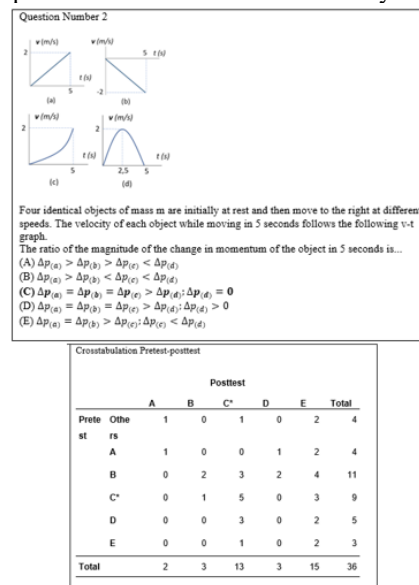 Question Number 2
v (m/s) v (m/s)
2 5 t (s)
t (s)
5 -2
(a) (b)
v (m/s) v (m/s)
2 2
t (s) t (s)
5 2,5 5
(c) (d)
Four identical objects of mass m are initially at rest and then move to the right at differen
speeds. The velocity of each object while moving in 5 seconds follows the following v-t
graph.
The ratio of the magnitude of the change in momentum of the object in 5 seconds is...
(A) Δp(a) > Δp(b) > Δp(c) < Δp(d)
(B) Δp(a) > Δp(b) < Δp(c) < Δp(d)
(C) Δp(a) = Δp(b) = Δp(c) > Δp(d); Δp(d) = 0
(D) Δp(a) = Δp(b) = Δp(c) > Δp(d); Δp(d) > 0
(E) Δp(a) = Δp(b) > Δp(c); Δp(c) < Δp(d)
Crosstabulation Pretest-posttest
Posttest
A B C* D E Total
Prete Othe 1 0 1 0 2 4
st rs
A 1 0 0 1 2 4
B 0 2 3 2 4 11
C* 0 1 5 0 3 9
D 0 0 3 0 2 5
E 0 0 1 0 2 3
Total 2 3 13 3 15 36